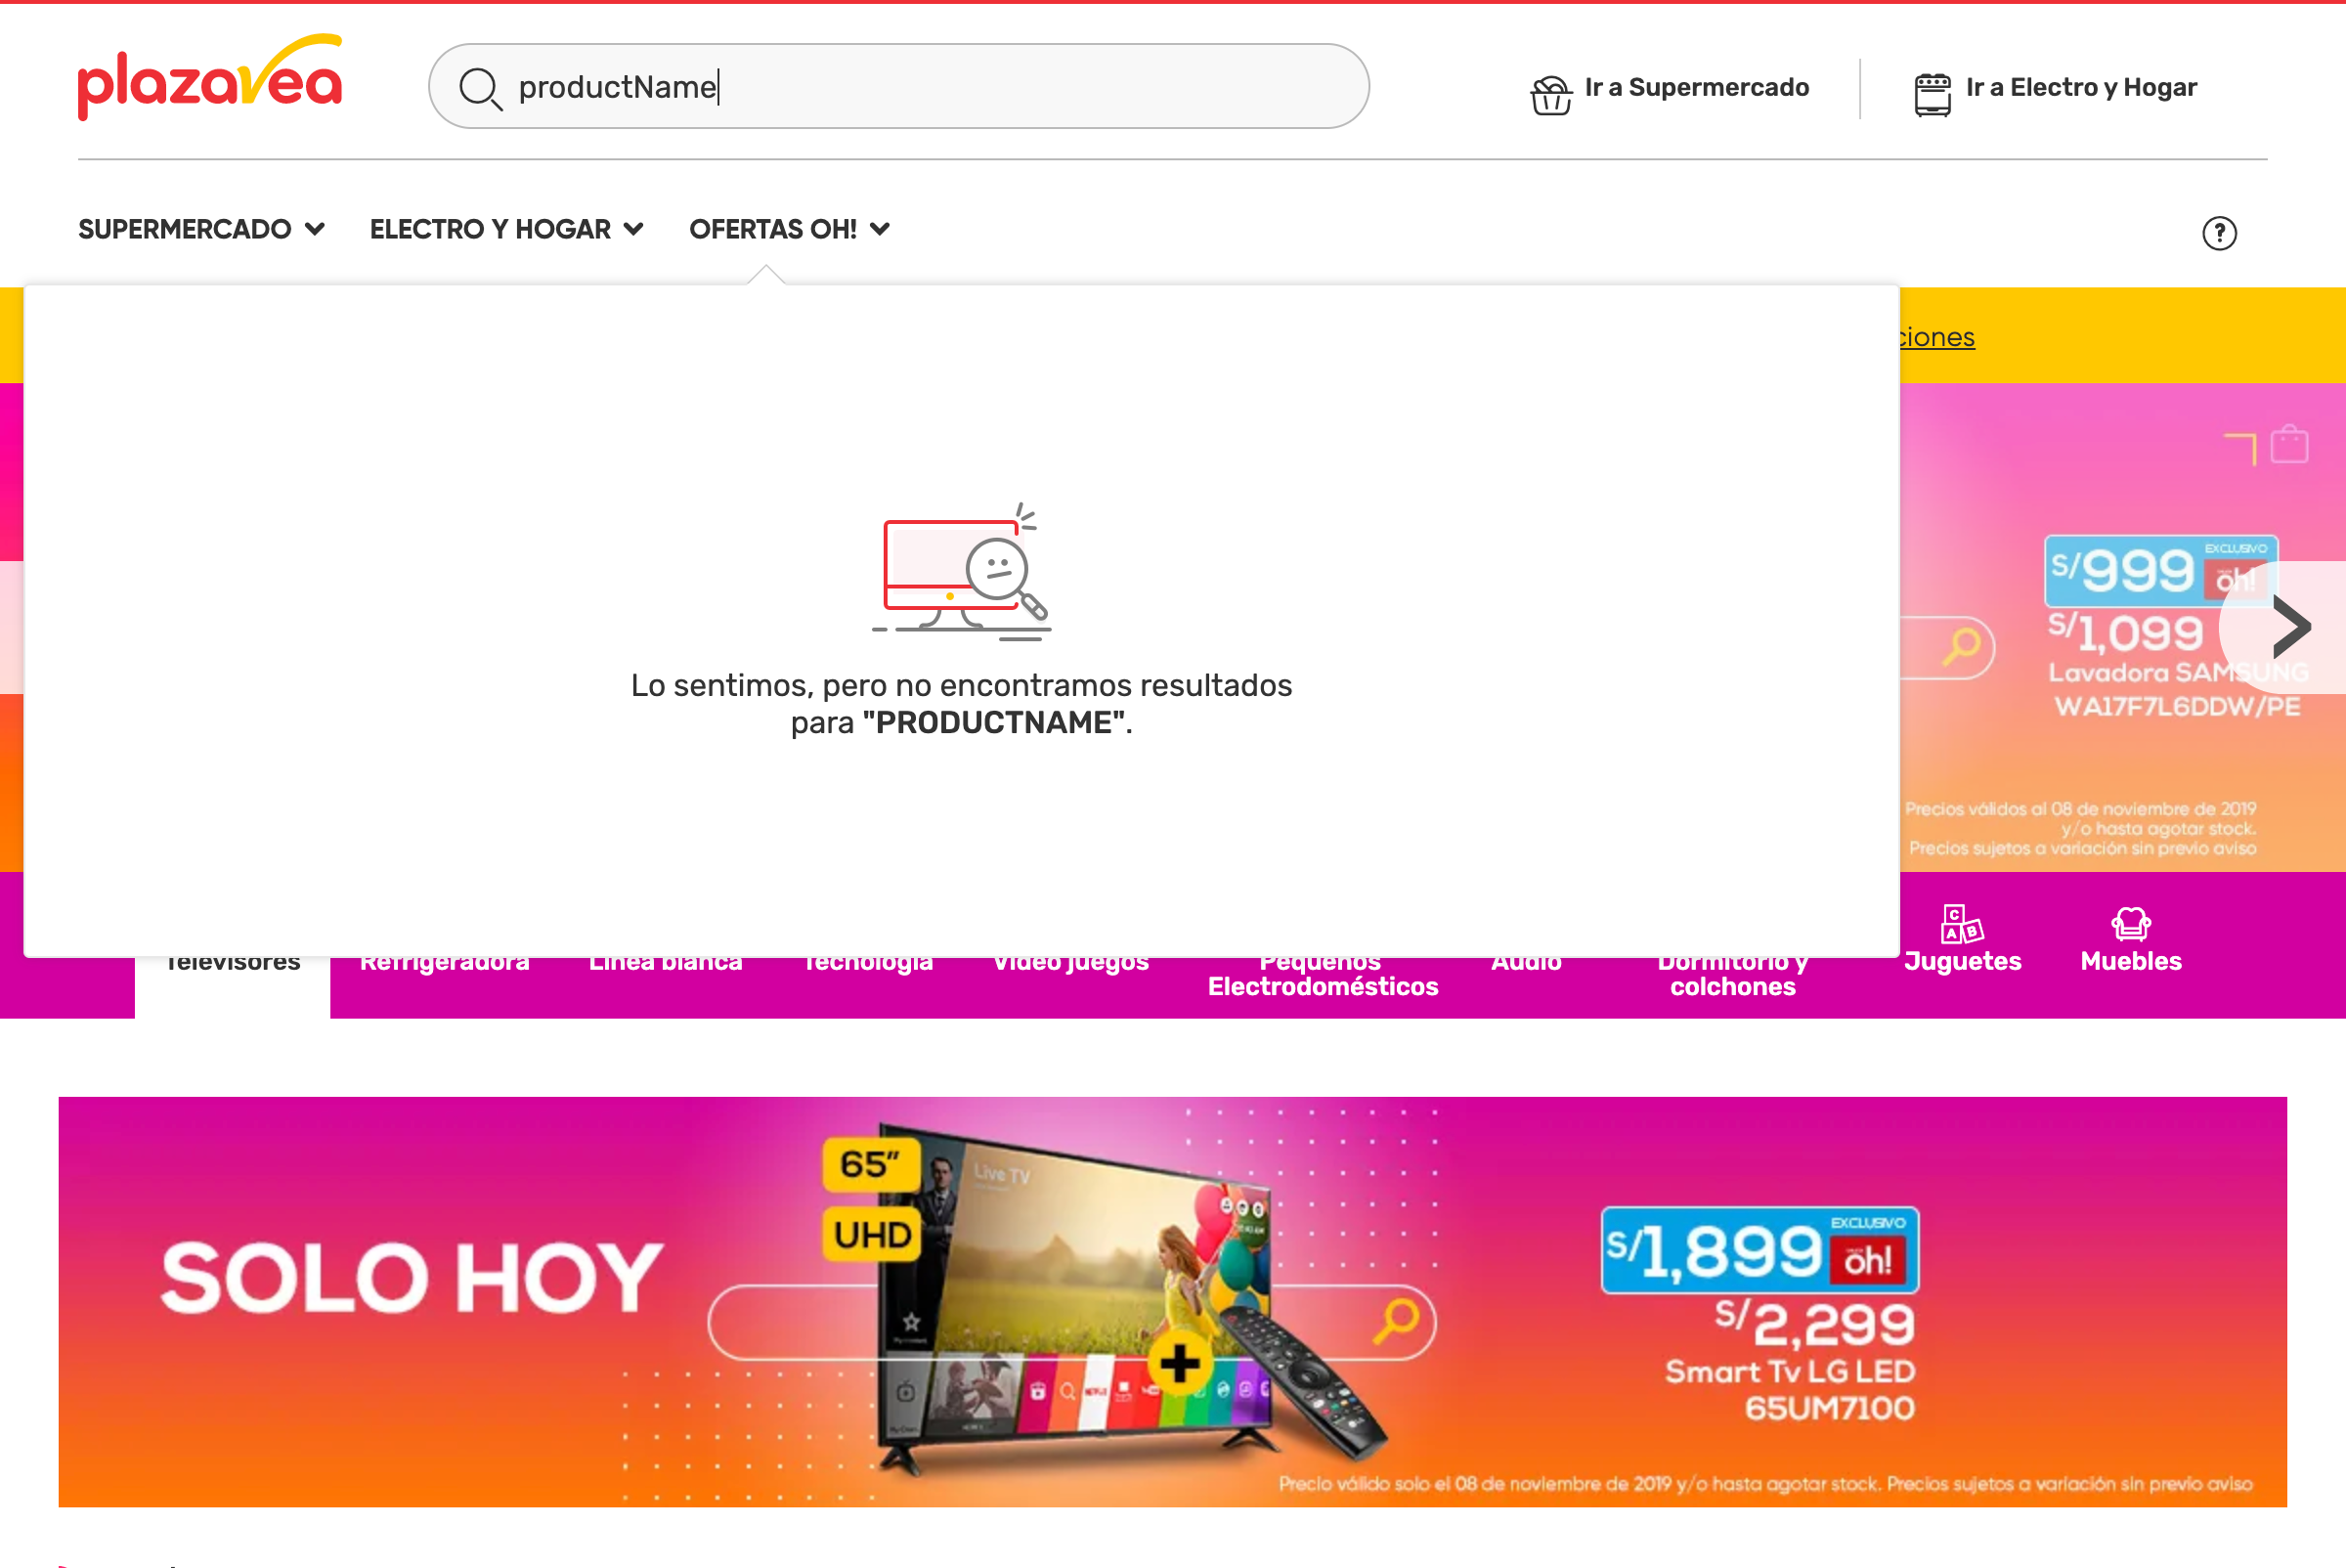 plazavea
productName
Ir a Supermercado
Ir a Electro y Hogar
SUPERMERCADO
ELECTRO Y HOGAR
OFERTAS OH!
?
ciones
Lo sentimos, pero no encontramos resultados
para "PRODUCTNAME".
S/999 EXCLUSIVO oh!
S/1,099
Lavadora SAMSUNG
WA17F7L6DDW/PE
Precios válidos al 08 de noviembre de 2019
y/o hasta agotar stock.
Precios sujetos a variación sin previo aviso
Televisores
Refrigeradora
Línea blanca
Tecnología
Video juegos
Pequeños
Electrodomésticos
Audio
Dormitorio y
colchones
C
A B
Juguetes
Muebles
SOLO HOY
65”
UHD
Live TV
NETFLIX
S/1,899 EXCLUSIVO oh!
S/2,299
Smart Tv LG LED
65UM7100
Precio válido solo el 08 de noviembre de 2019 y/o hasta agotar stock. Precios sujetos a variación sin previo aviso